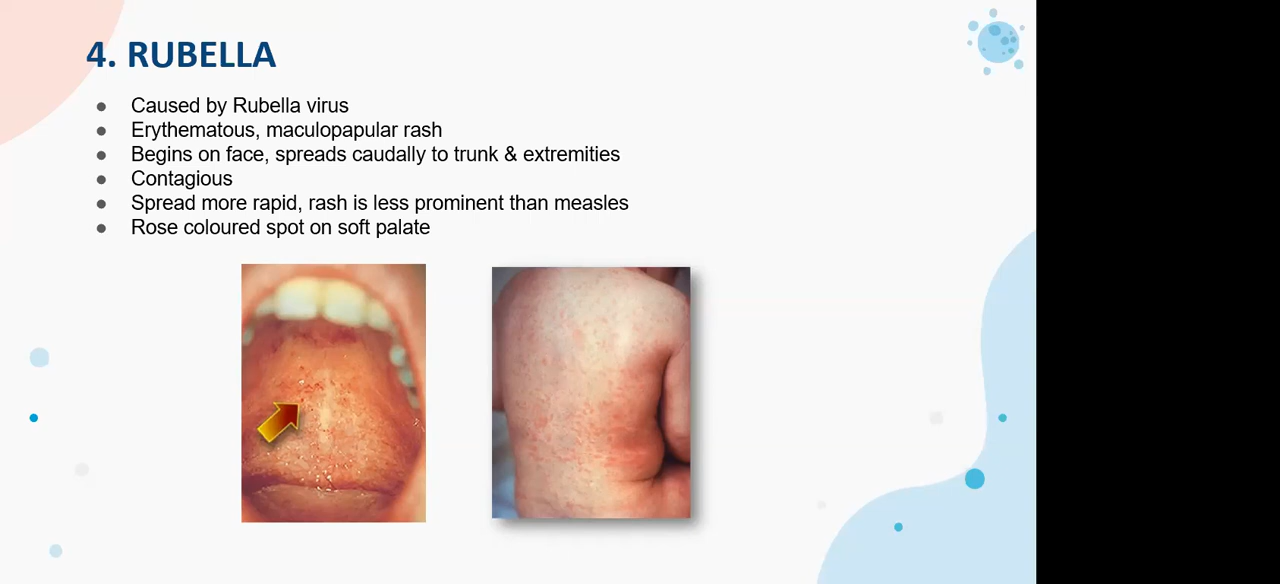 4. RUBELLA
● Caused by Rubella virus
● Erythematous, maculopapular rash
● Begins on face, spreads caudally to trunk & extremities
● Contagious
● Spread more rapid, rash is less prominent than measles
● Rose coloured spot on soft palate